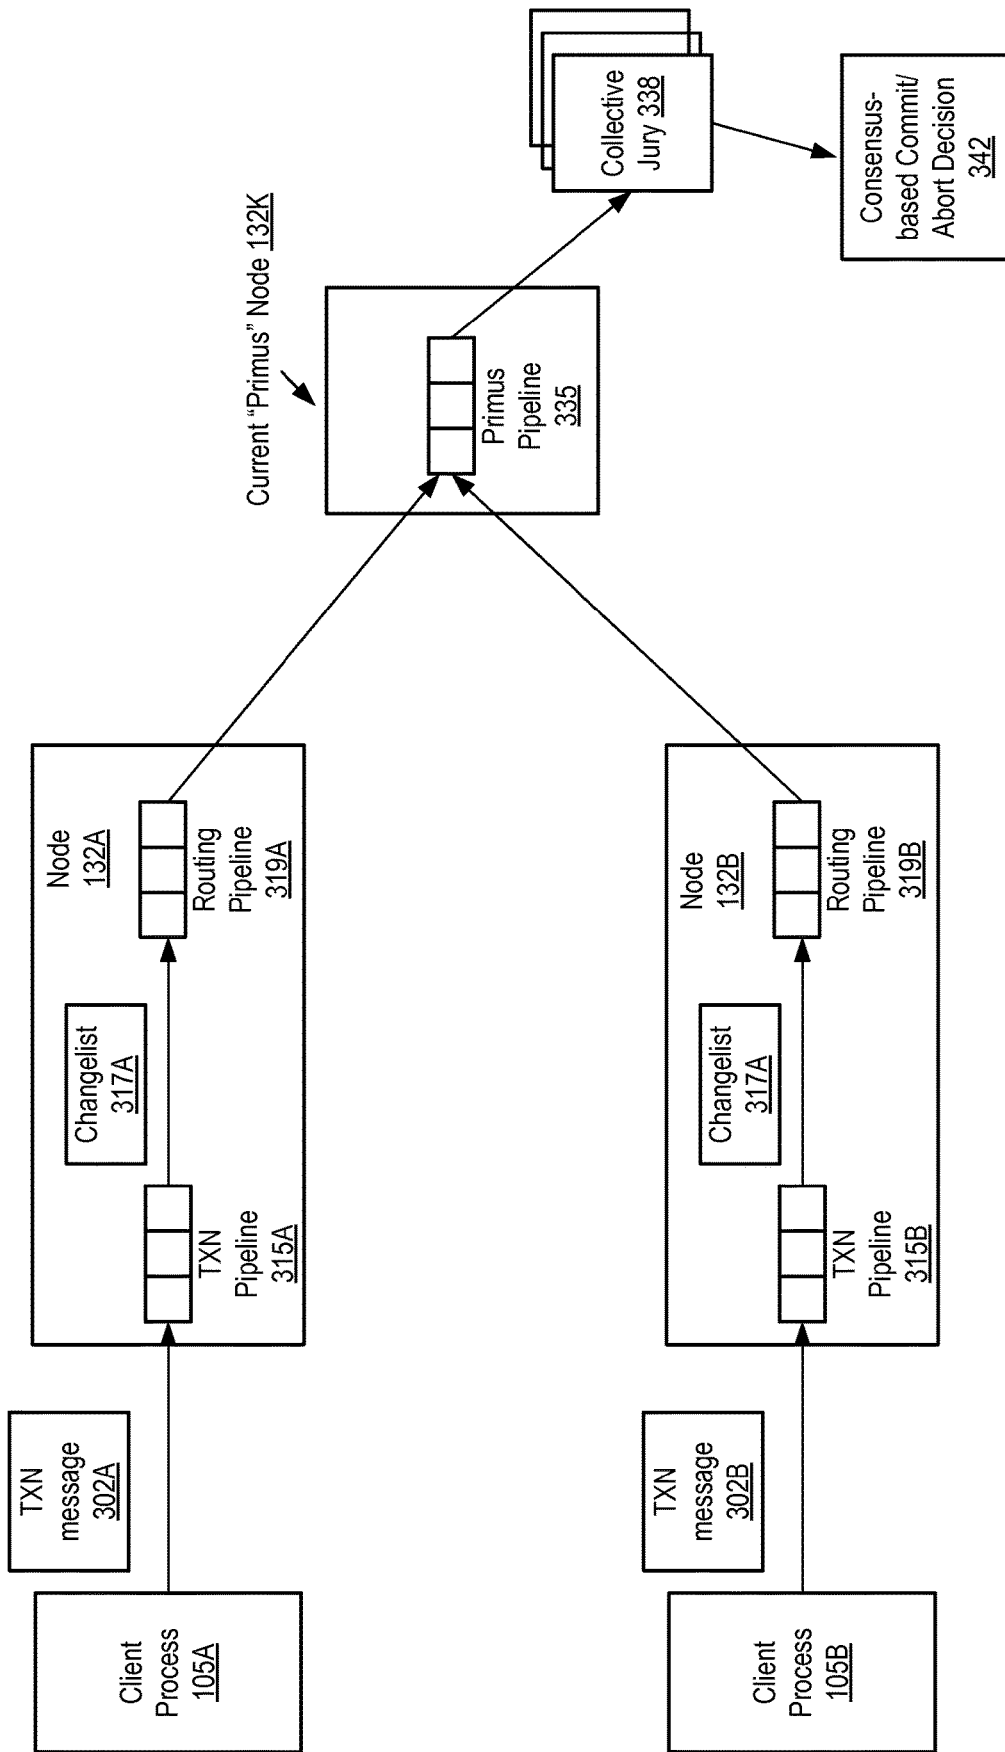 Client
Process
105A
TXN
message
302A
TXN
Pipeline
315A
Changelist
317A
Node
132A
Routing
Pipeline
319A
Client
Process
105B
TXN
message
302B
TXN
Pipeline
315B
Changelist
317A
Node
132B
Routing
Pipeline
319B
Current “Primus” Node 132K
Primus
Pipeline
335
Collective
Jury 338
Consensus-
based Commit/
Abort Decision
342